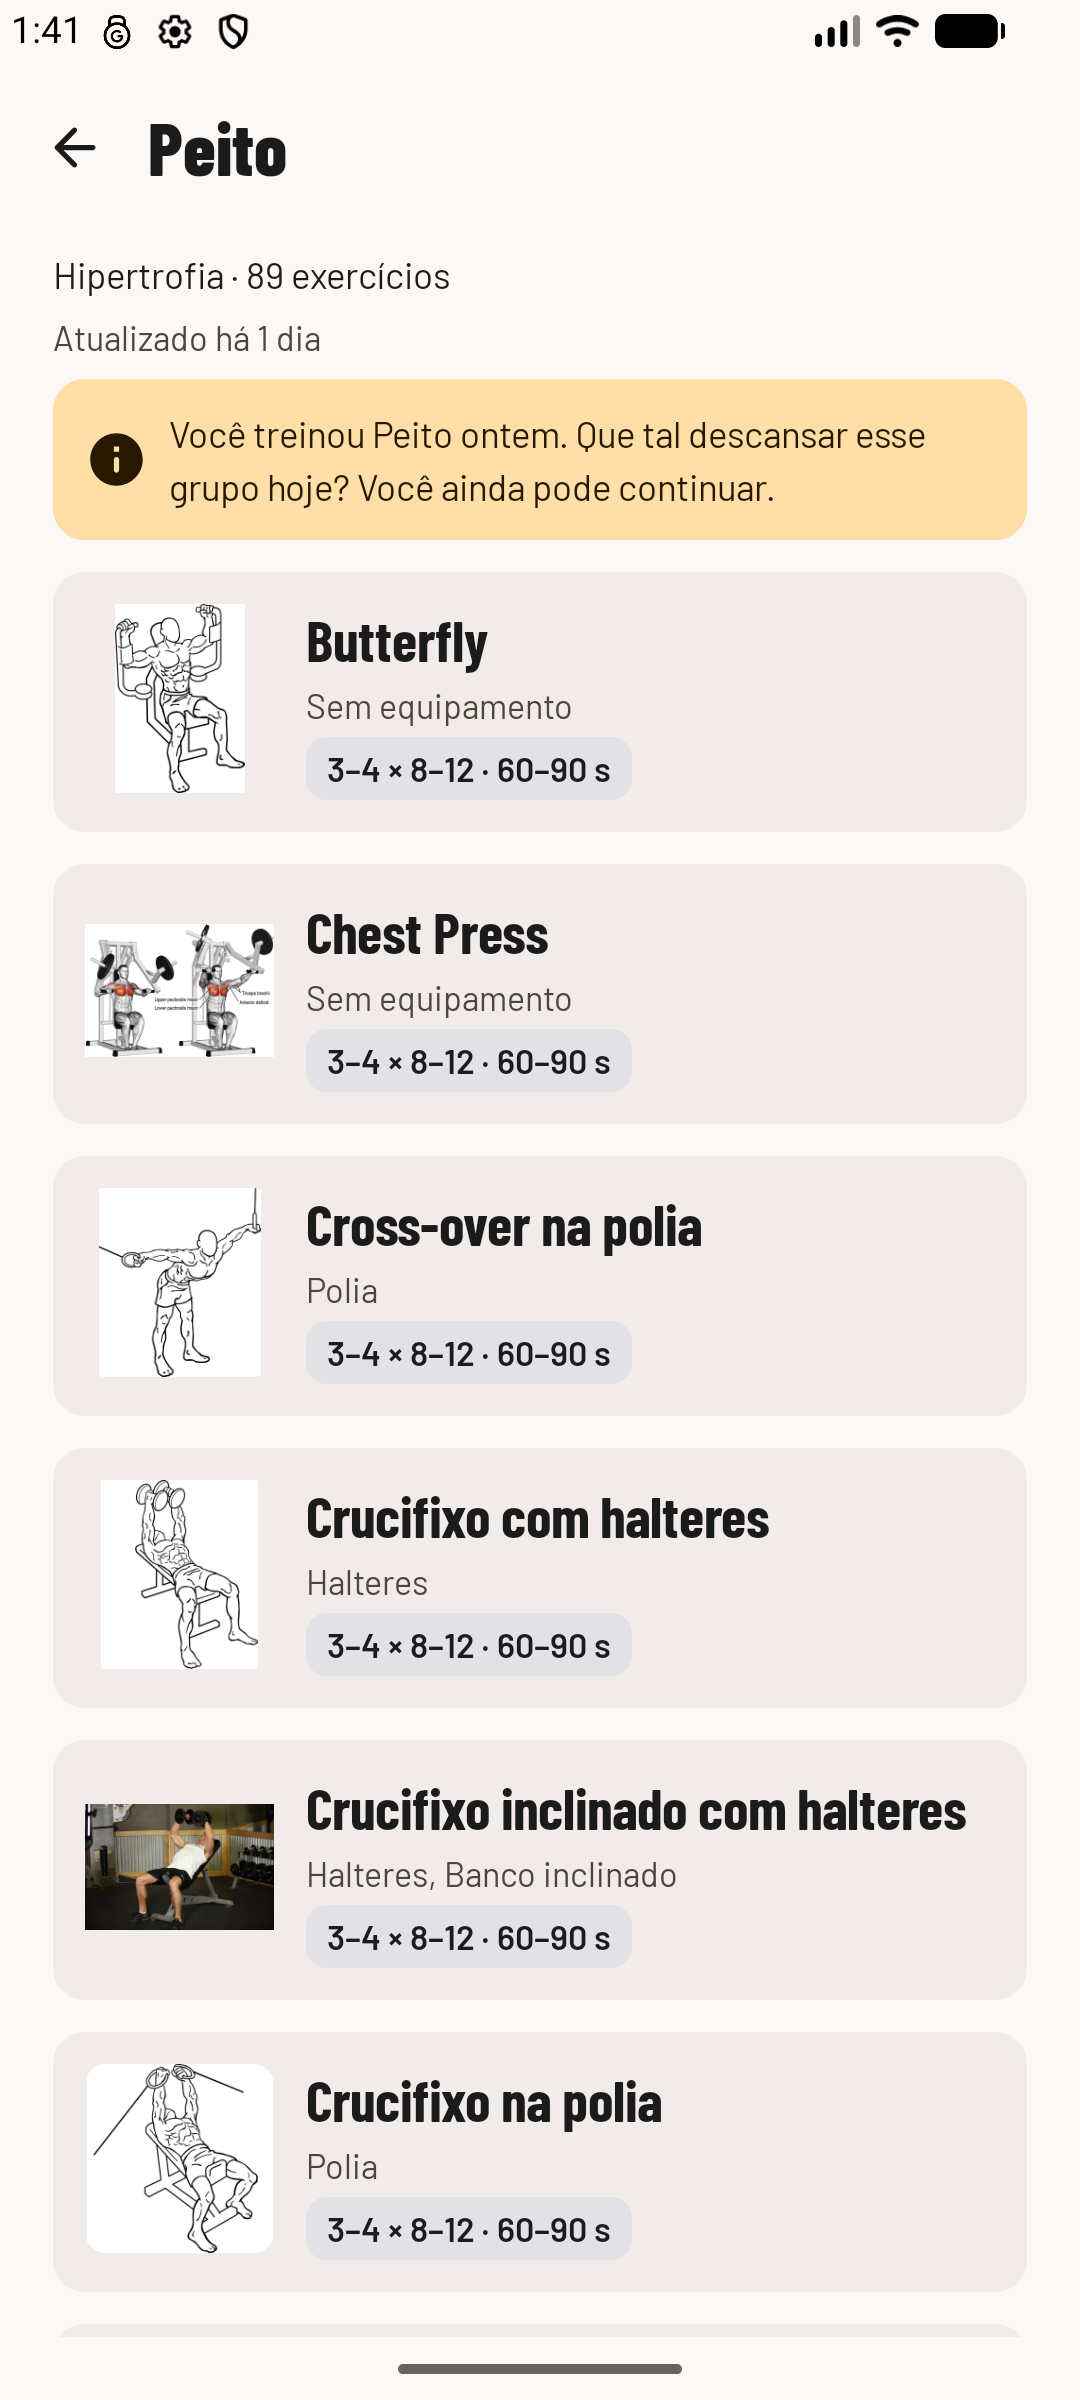 1:41
Peito
Hipertrofia · 89 exercícios
Atualizado há 1 dia
Você treinou Peito ontem. Que tal descansar esse
grupo hoje? Você ainda pode continuar.
Butterfly
Sem equipamento
3–4 × 8–12 · 60–90 s
Chest Press
Sem equipamento
3–4 × 8–12 · 60–90 s
Cross-over na polia
Polia
3–4 × 8–12 · 60–90 s
Crucifixo com halteres
Halteres
3–4 × 8–12 · 60–90 s
Crucifixo inclinado com halteres
Halteres, Banco inclinado
3–4 × 8–12 · 60–90 s
Crucifixo na polia
Polia
3–4 × 8–12 · 60–90 s